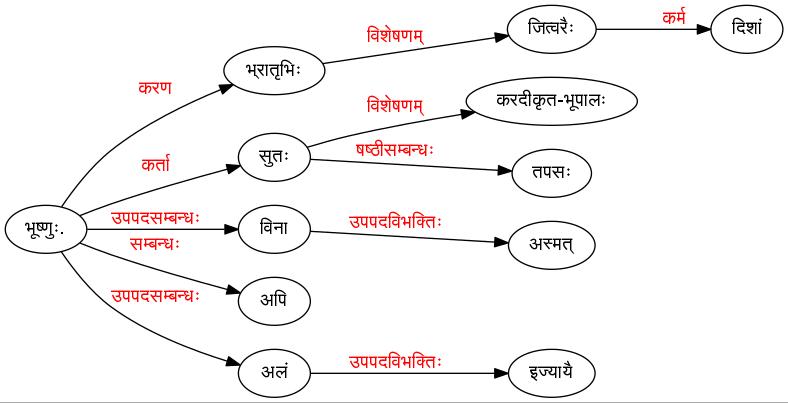 जित्वरैः
कर्म
दिशां
विशेषणम्
भ्रातृभिः
करण
विशेषणम्
करदीकृत-भूपालः
सुतः
षष्ठीसम्बन्धः
तपसः
कर्ता
भूष्णुः.
उपपदसम्बन्धः
विना
उपपदविभक्तिः
अस्मत्
सम्बन्धः
अपि
उपपदसम्बन्धः
अलं
उपपदविभक्तिः
इज्यायै